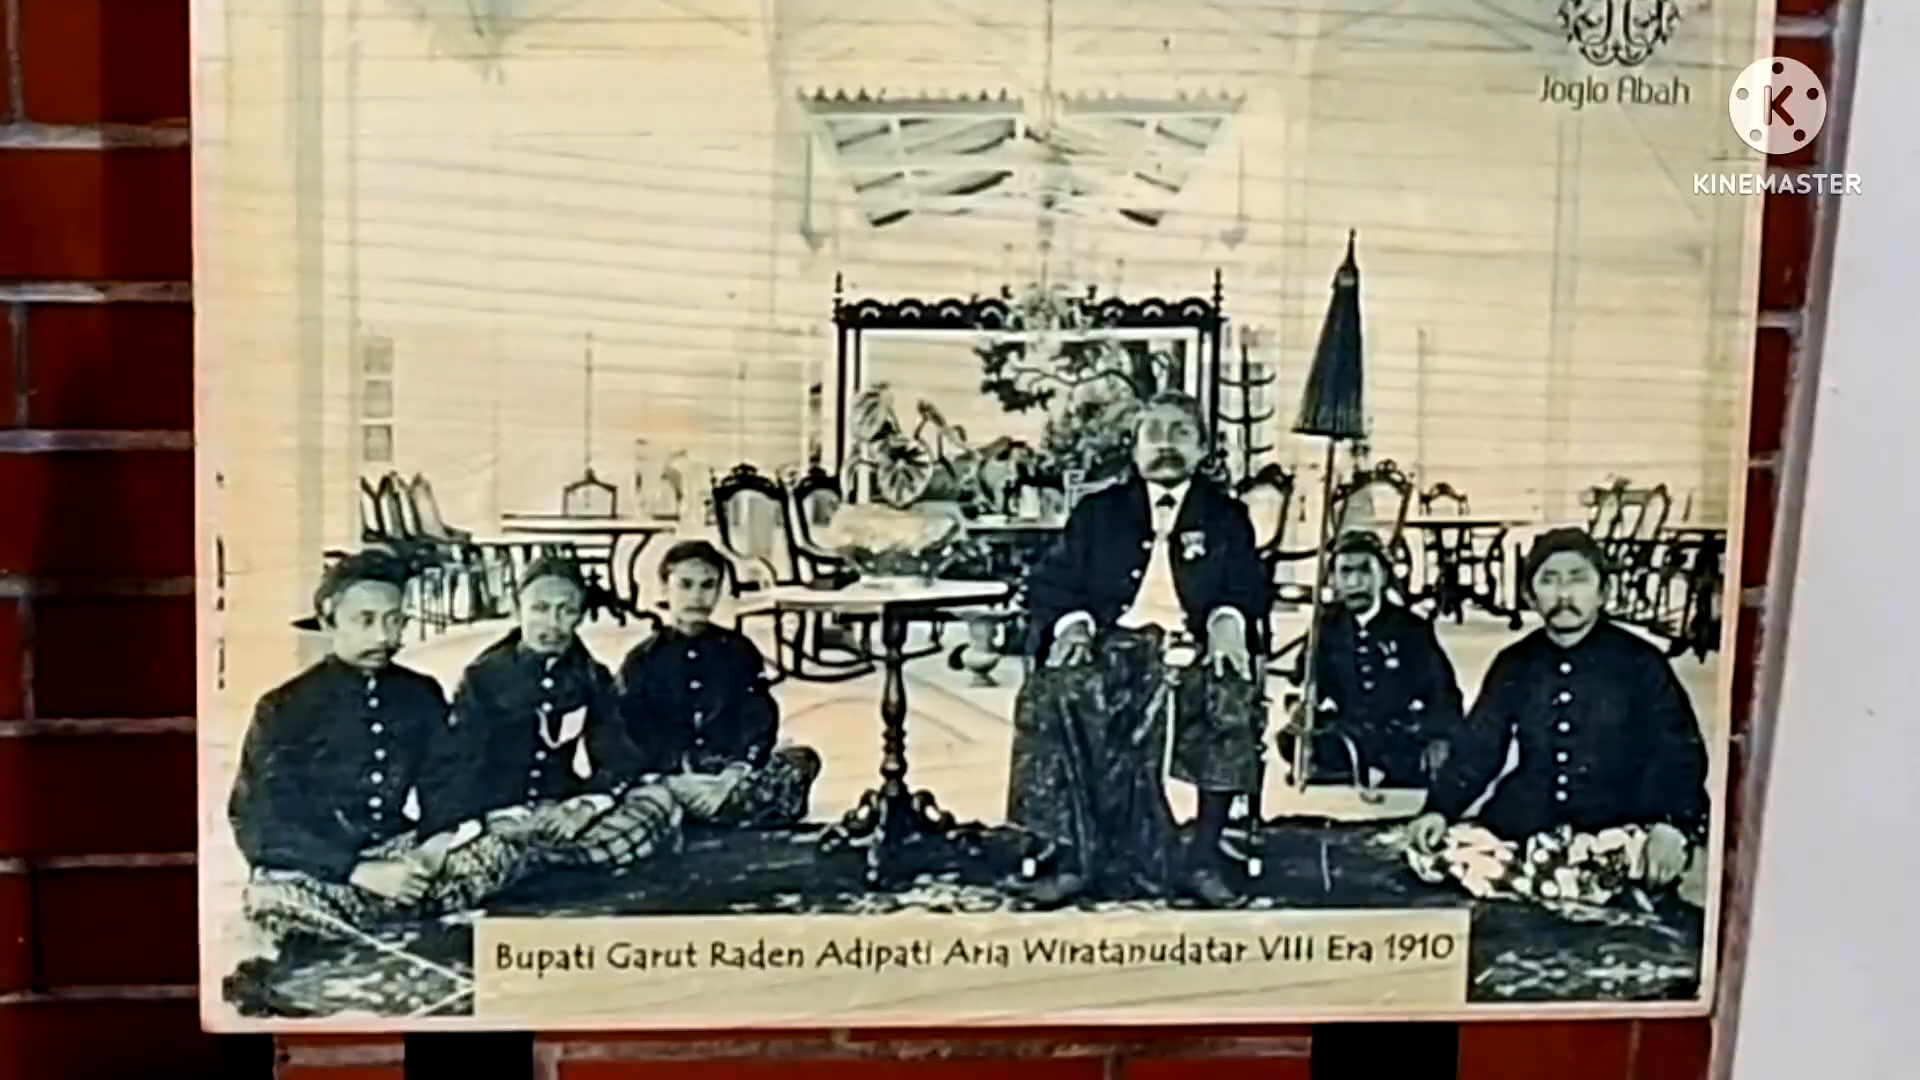 Joglo Abah
KINEMASTER
Bupati Garut Raden Adipati Aria Wiratanudatar VIII Era 1910